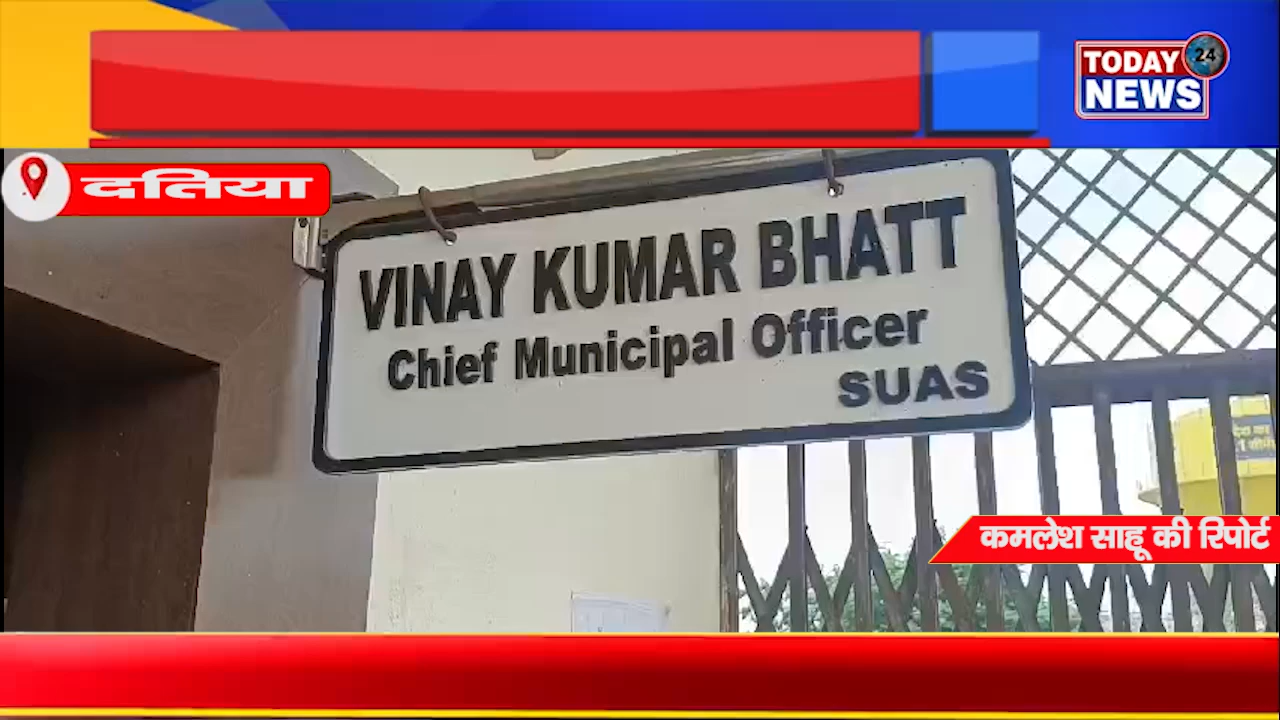 TODAY 24
NEWS
दतिया
VINAY KUMAR BHATT
Chief Municipal Officer
SUAS
कमलेश साहू की रिपोर्ट